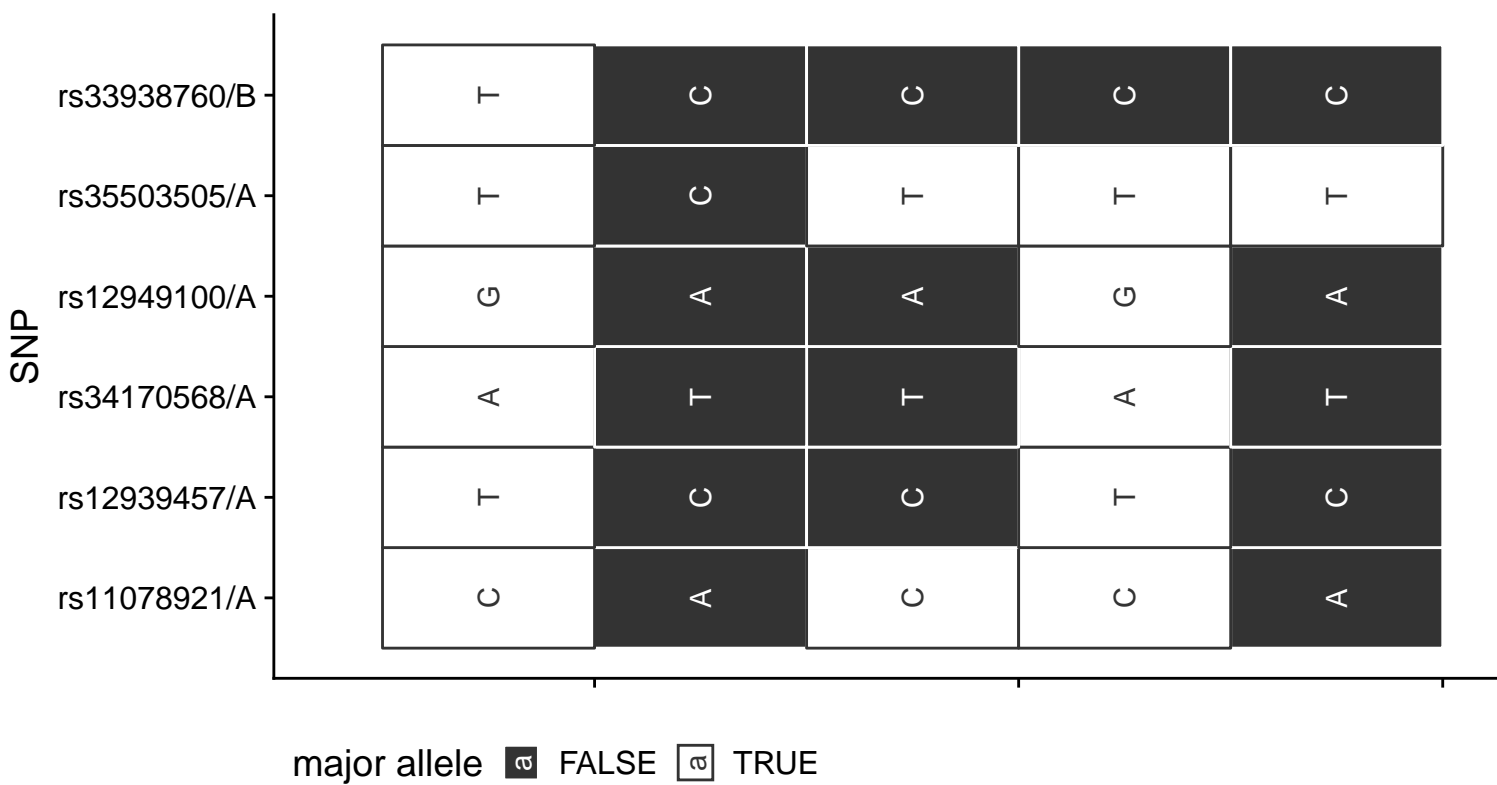 SNP
rs33938760/B T C C C C
rs35503505/A T C T T T
rs12949100/A G A A G A
rs34170568/A A T T A T
rs12939457/A T C C T C
rs11078921/A C A C C A
major allele a FALSE a TRUE